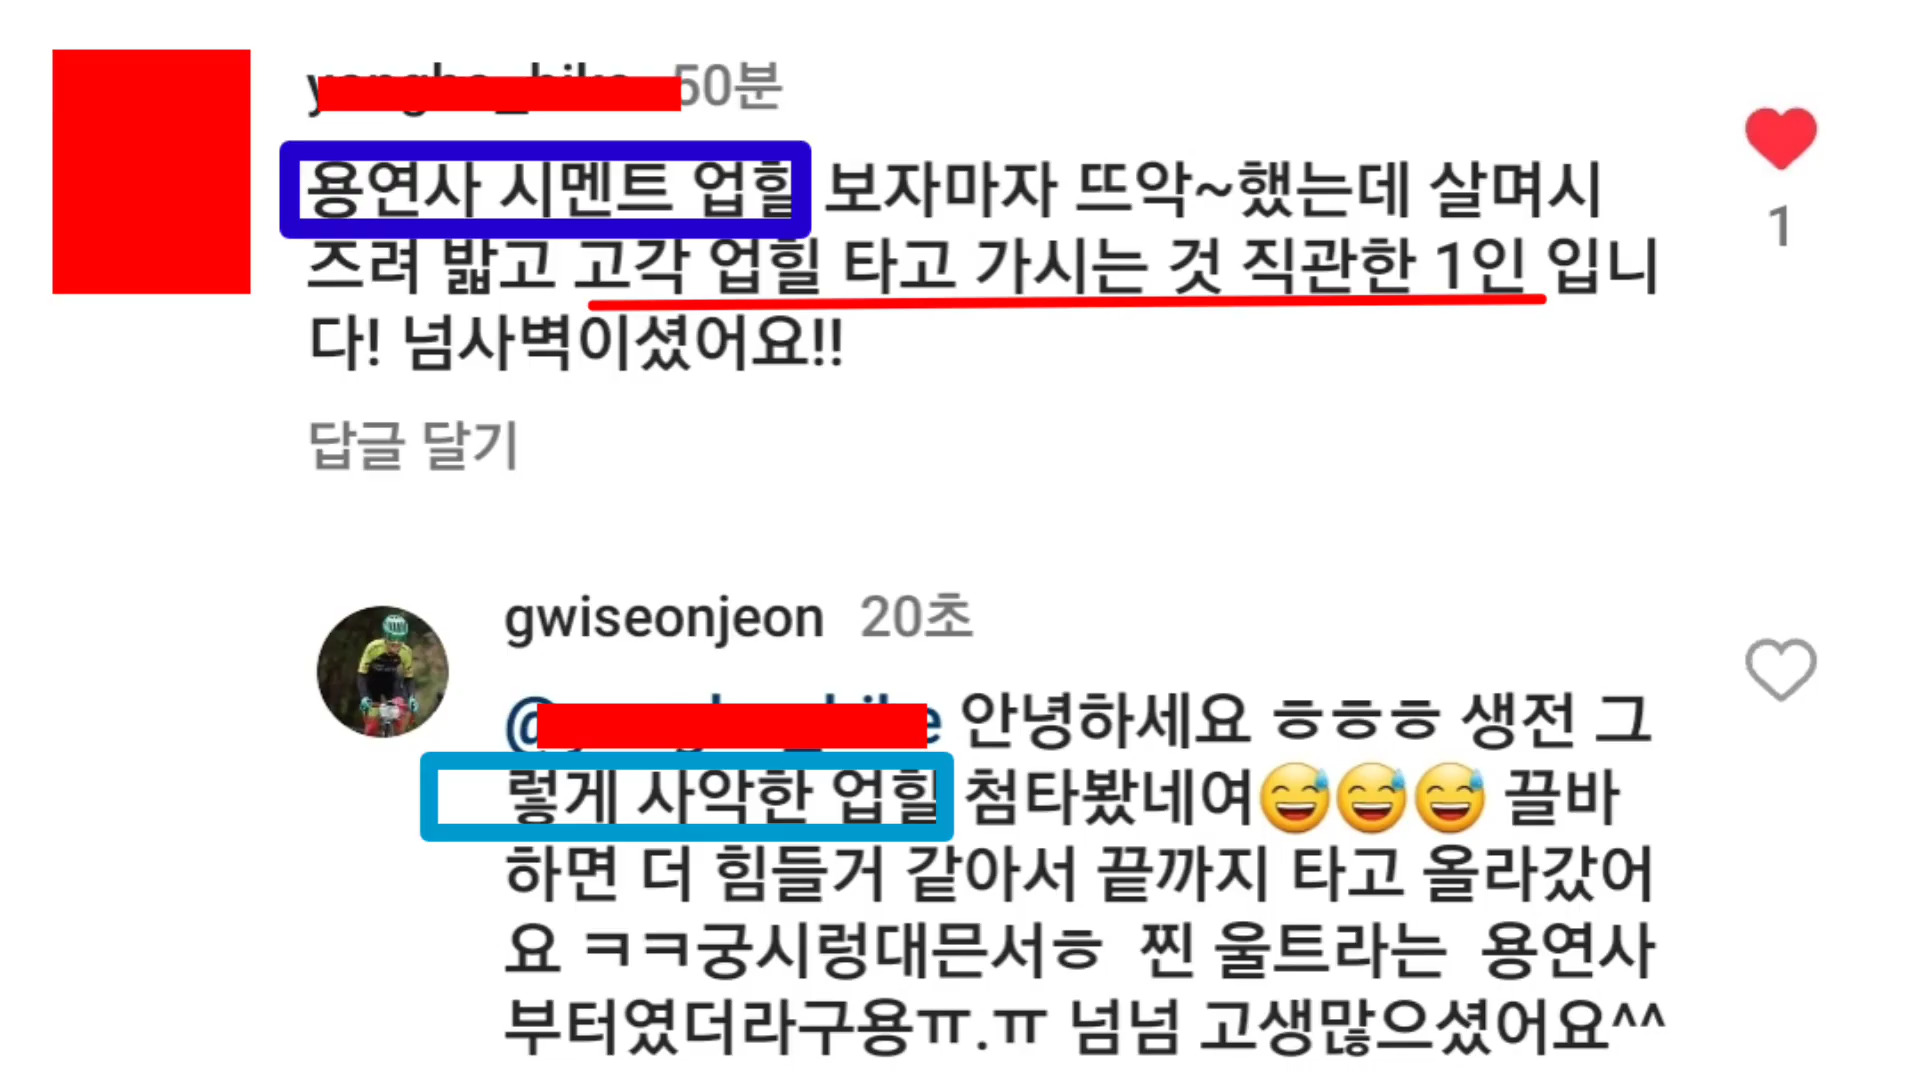 50분
용연사 시멘트 업힐 보자마자 뜨악~했는데 살며시
즈려 밟고 고각 업힐 타고 가시는 것 직관한 1인 입니
다! 넘사벽이셨어요!!
1
답글 달기
gwiseonjeon 20초
안녕하세요 ㅎㅎㅎ 생전 그
렇게 사악한 업힐 첨타봤네여😅😅😅 끌바
하면 더 힘들거 같아서 끝까지 타고 올라갔어
요 ㅋㅋ궁시렁대믄서ㅎ 찐 울트라는 용연사
부터였더라구용ㅠ.ㅠ 넘넘 고생많으셨어요^^